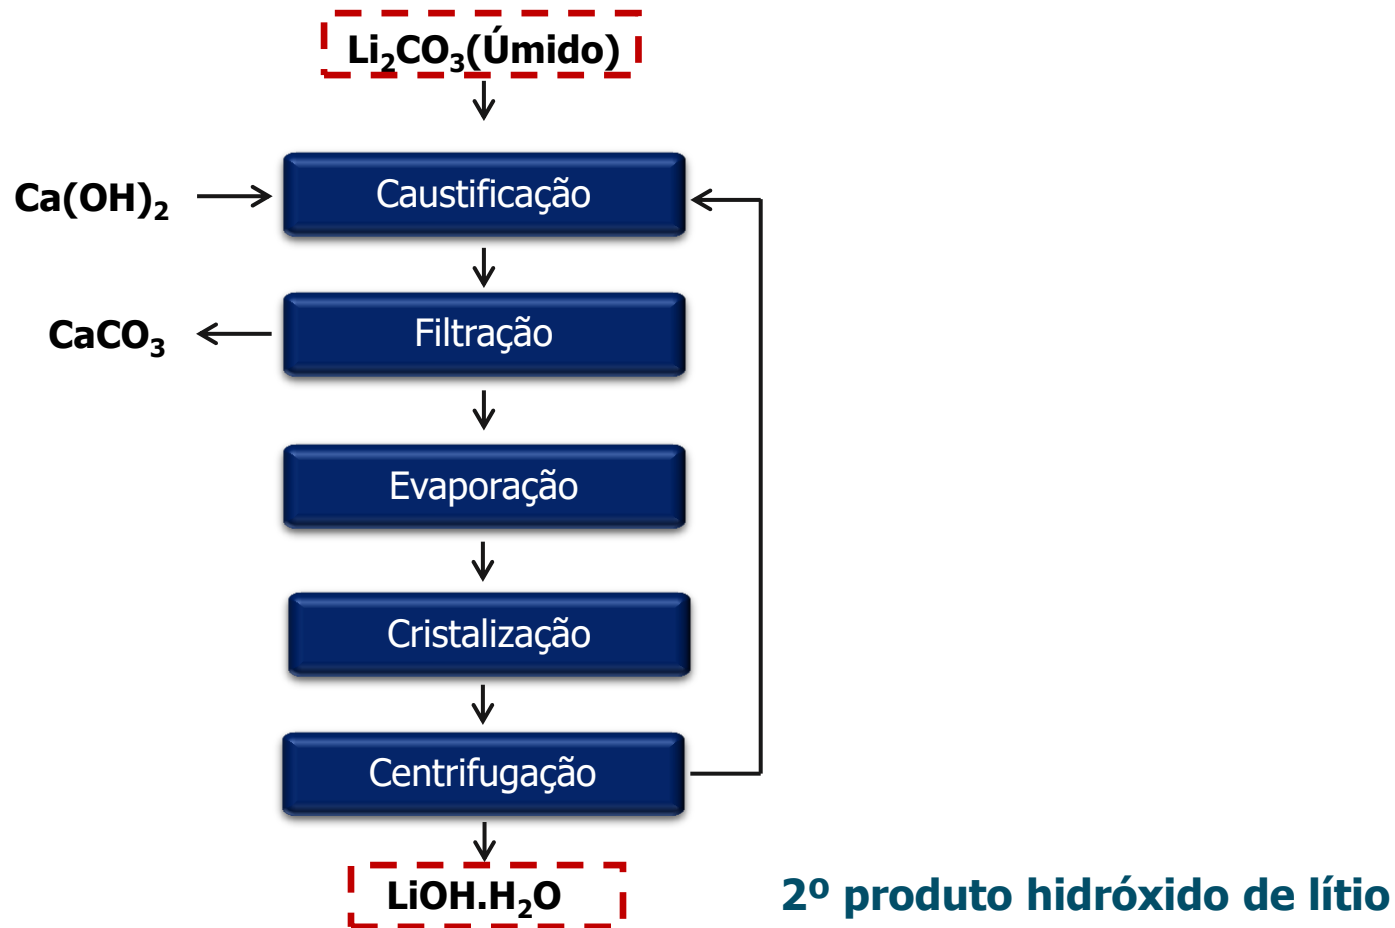 Li₂CO₃(Úmido)
Ca(OH)₂
Caustificação
CaCO₃
Filtração
Evaporação
Cristalização
Centrifugação
LiOH.H₂O
2º produto hidróxido de lítio